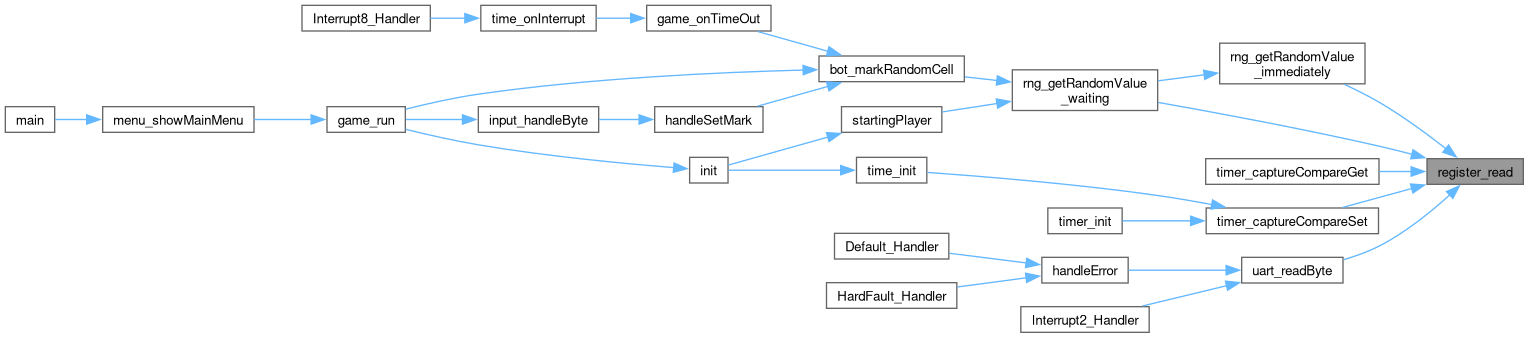 Interrupt8_Handler
time_onInterrupt
game_onTimeOut
rng_getRandomValue
_immediately
bot_markRandomCell
rng_getRandomValue
_waiting
main
menu_showMainMenu
game_run
input_handleByte
handleSetMark
startingPlayer
init
time_init
timer_captureCompareGet
register_read
timer_init
timer_captureCompareSet
Default_Handler
handleError
uart_readByte
HardFault_Handler
Interrupt2_Handler